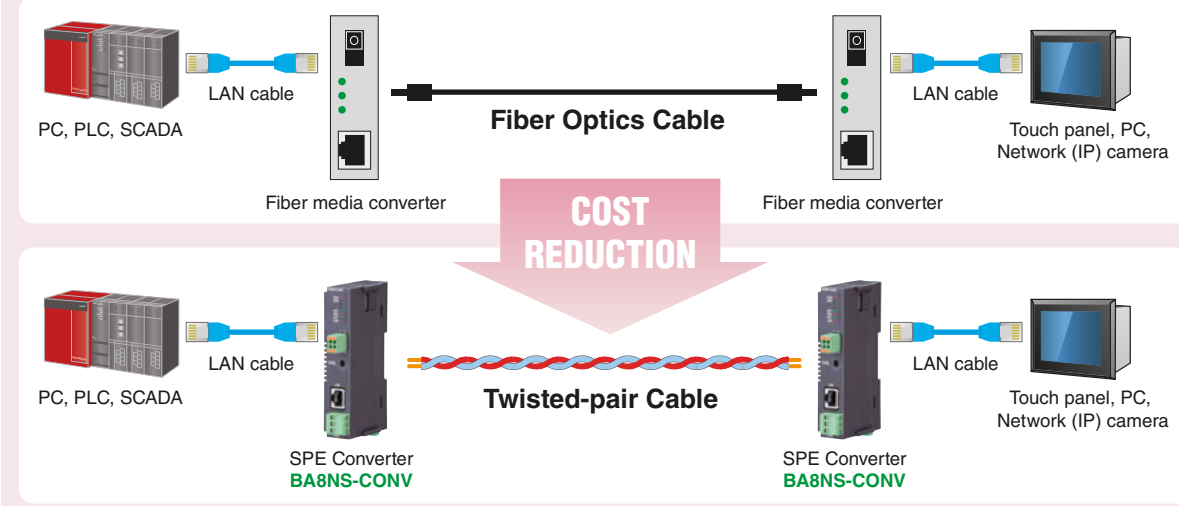 LAN cable
PC, PLC, SCADA
Fiber Optics Cable
LAN cable
Touch panel, PC,
Network (IP) camera
Fiber media converter
Fiber media converter
COST
REDUCTION
LAN cable
PC, PLC, SCADA
Twisted-pair Cable
LAN cable
Touch panel, PC,
Network (IP) camera
SPE Converter
BA8NS-CONV
SPE Converter
BA8NS-CONV